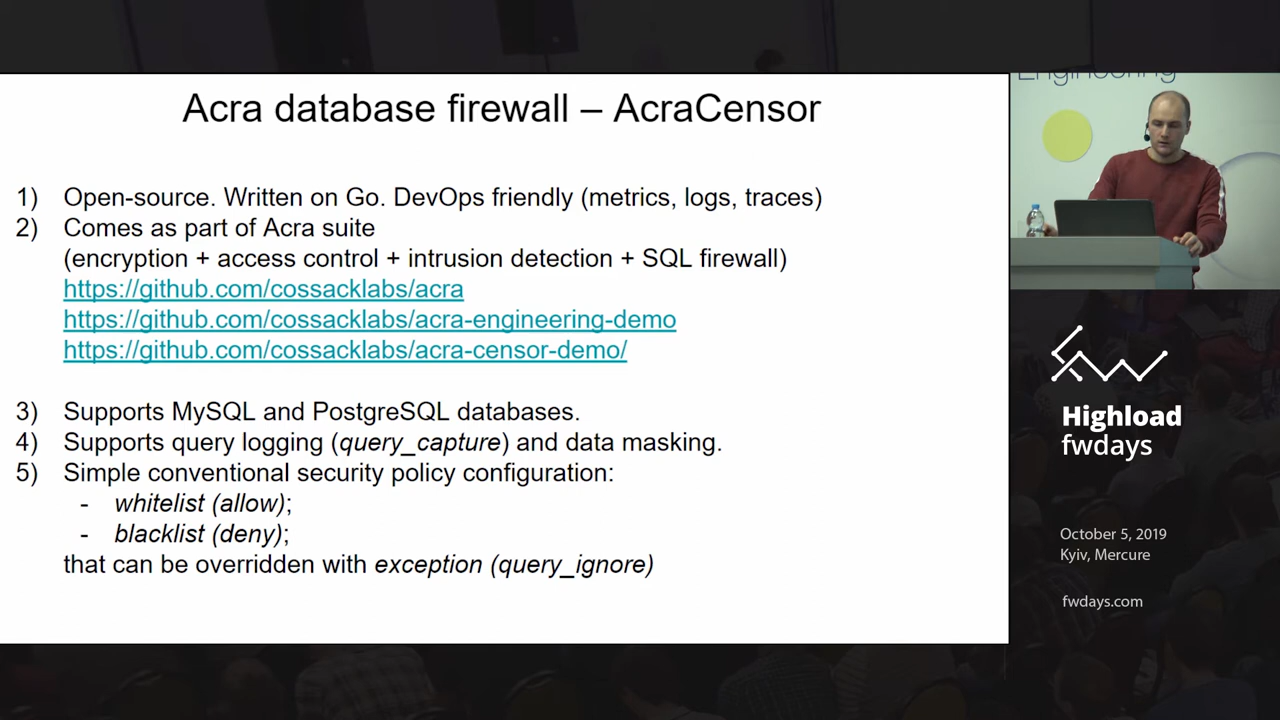 Acra database firewall – AcraCensor
1) Open-source. Written on Go. DevOps friendly (metrics, logs, traces)
2) Comes as part of Acra suite
(encryption + access control + intrusion detection + SQL firewall)
https://github.com/cossacklabs/acra
https://github.com/cossacklabs/acra-engineering-demo
https://github.com/cossacklabs/acra-censor-demo/
3) Supports MySQL and PostgreSQL databases.
4) Supports query logging (query_capture) and data masking.
5) Simple conventional security policy configuration:
- whitelist (allow);
- blacklist (deny);
that can be overridden with exception (query_ignore)
Engineering
Highload
fwdays
October 5, 2019
Kyiv, Mercure
fwdays.com